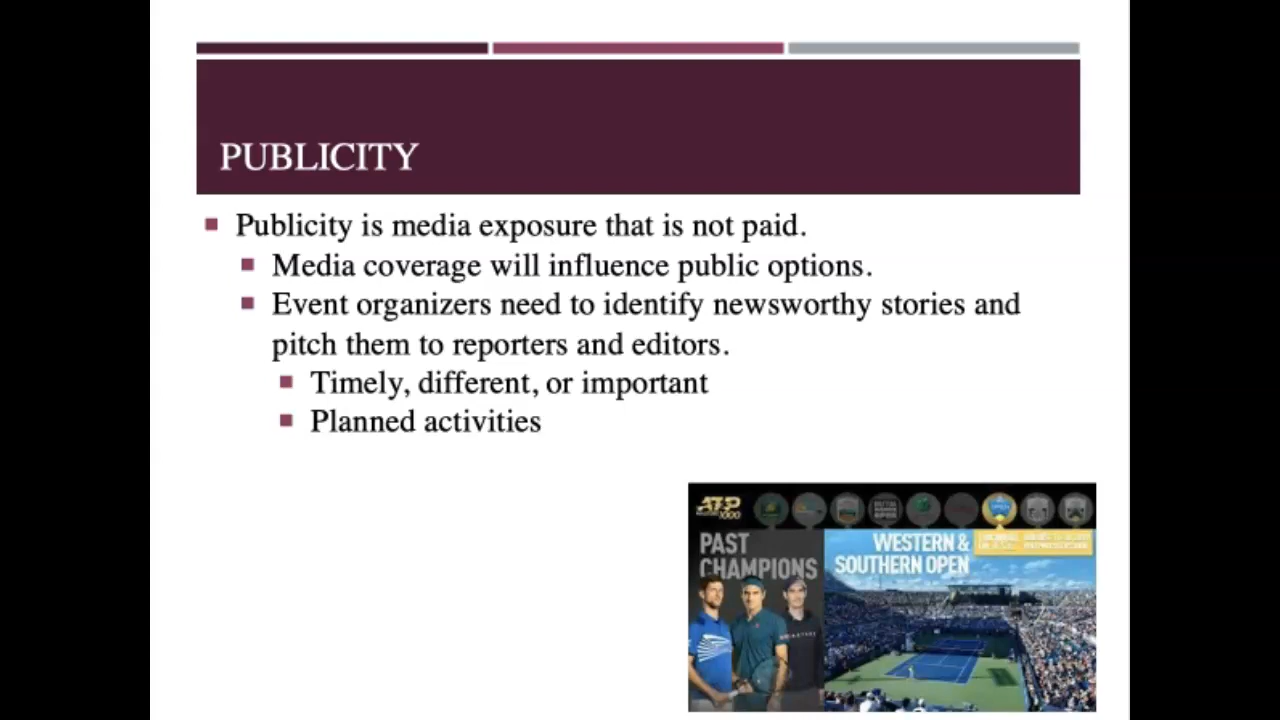 PUBLICITY
Publicity is media exposure that is not paid.
Media coverage will influence public options.
Event organizers need to identify newsworthy stories and
pitch them to reporters and editors.
Timely, different, or important
Planned activities
ATP
1000
PAST
CHAMPIONS
WESTERN &
SOUTHERN OPEN